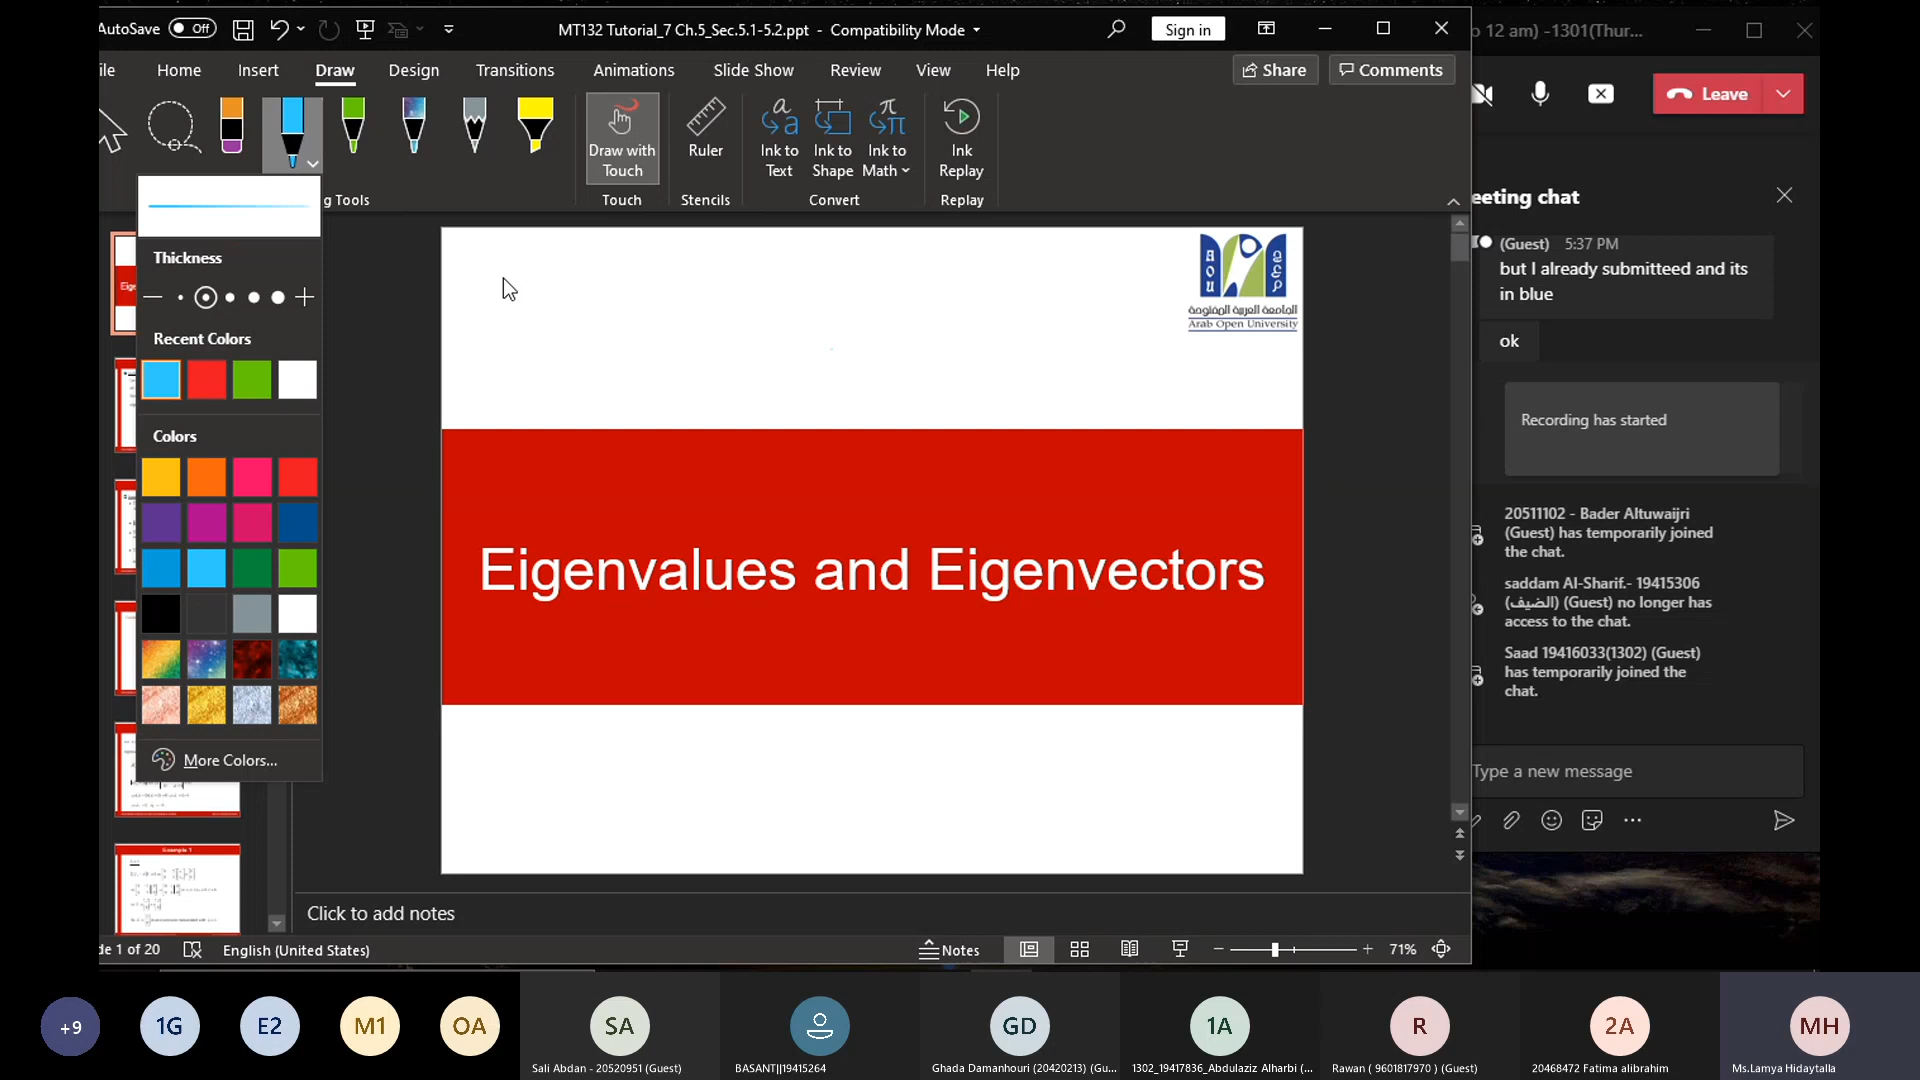 AutoSave Off
MT132 Tutorial_7 Ch.5_Sec.5.1-5.2.ppt - Compatibility Mode
Sign in
o 12 am) -1301(Thur...
ile Home Insert Draw Design Transitions Animations Slide Show Review View Help
Share
Comments
Leave
Draw with
Touch
Ruler
Ink to
Text
Ink to
Shape
Ink to
Math
Ink
Replay
g Tools
Touch
Stencils
Convert
Replay
eeting chat
(Guest) 5:37 PM
but I already submitteed and its
in blue
ok
Recording has started
20511102 - Bader Altuwaijri
(Guest) has temporarily joined
the chat.
saddam Al-Sharif.- 19415306
(الضيف) (Guest) no longer has
access to the chat.
Saad 19416033(1302) (Guest)
has temporarily joined the
chat.
Type a new message
Thickness
Recent Colors
Colors
More Colors...
AOU
الجامعة العربية المفتوحة
Arab Open University
Eigenvalues and Eigenvectors
Example 1
Click to add notes
de 1 of 20
English (United States)
Notes
71%
+9
1G
E2
M1
OA
SA
GD
1A
R
2A
MH
Sali Abdan - 20520951 (Guest)
BASANT||19415264
Ghada Damanhouri (20420213) (Gu...
1302_19417836_Abdulaziz Alharbi (...
Rawan ( 9601817970 ) (Guest)
20468472 Fatima alibrahim
Ms.Lamya Hidaytalla